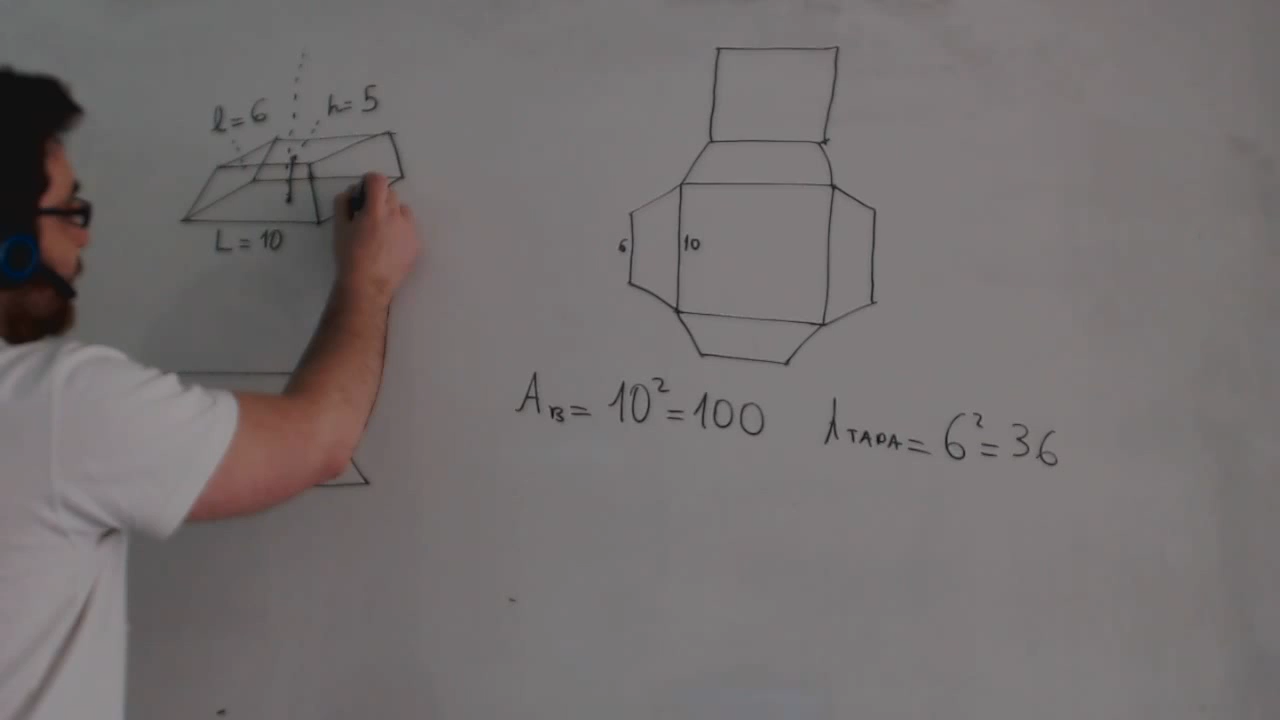 l=6
h=5
L=10
6
10
A_B = 10² = 100
A_TAPA = 6² = 36